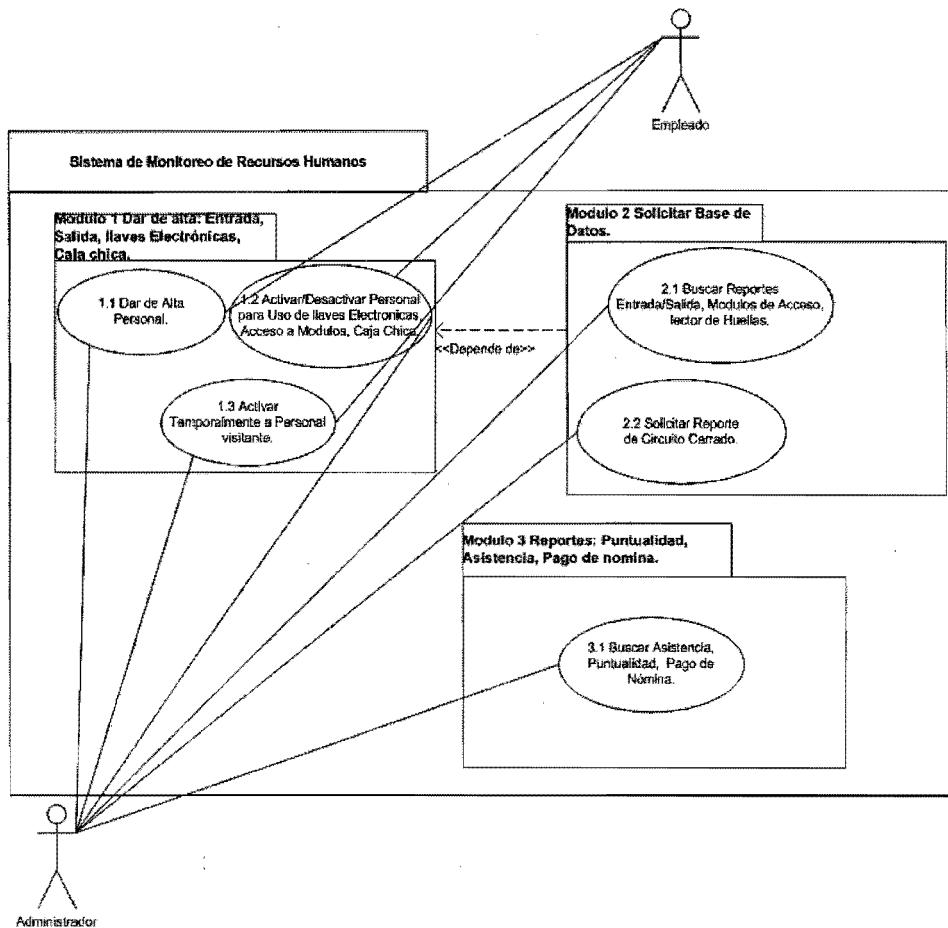 Empleado
Sistema de Monitoreo de Recursos Humanos
Modulo 1 Dar de alta: Entrada,
Salida, llaves Electrónicas,
Caja chica.
1.1 Dar de Alta
Personal.
1.2 Activar/Desactivar Personal
para Uso de llaves Electronicas
Acceso a Modulos, Caja Chica.
1.3 Activar
Temporalmente a Personal
visitante.
<<Depende de>>
Modulo 2 Solicitar Base de
Datos.
2.1 Buscar Reportes
Entrada/Salida, Modulos de Acceso,
lector de Huellas.
2.2 Solicitar Reporte
de Circuito Cerrado.
Modulo 3 Reportes: Puntualidad,
Asistencia, Pago de nomina.
3.1 Buscar Asistencia,
Puntualidad, Pago de
Nómina.
Administrador